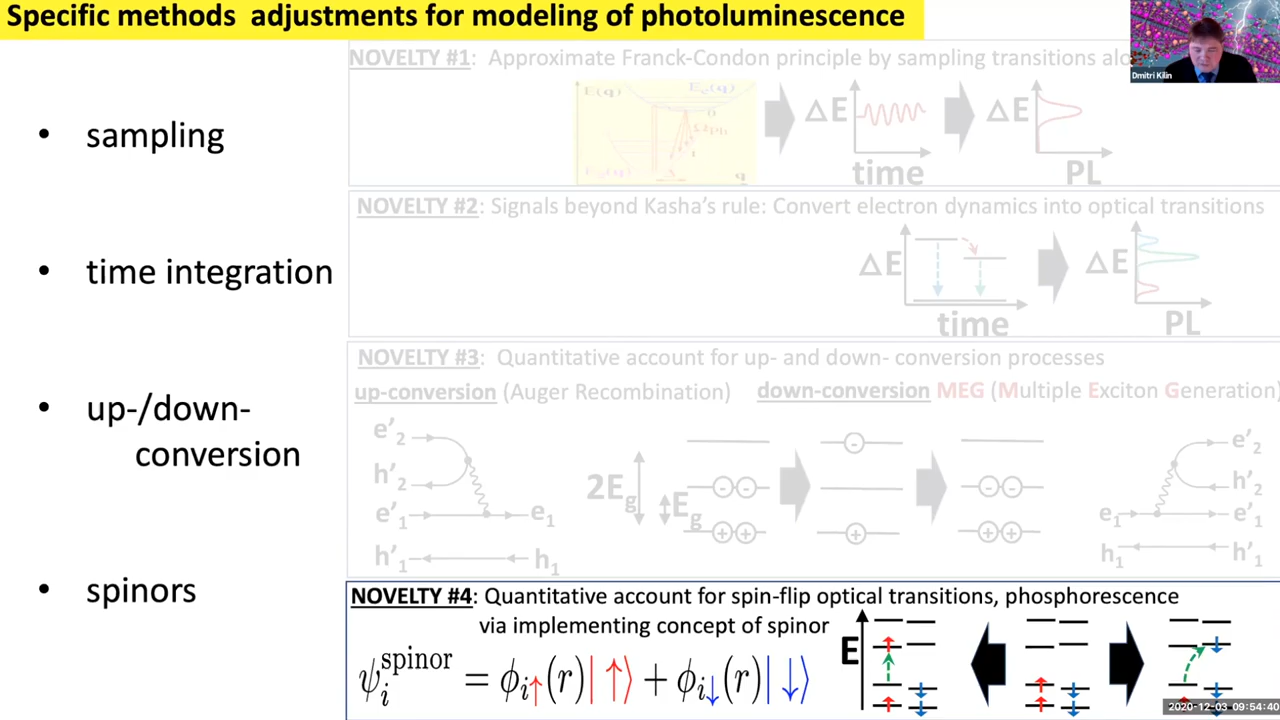 Specific methods adjustments for modeling of photoluminescence
Dmitri Kilin
• sampling
• time integration
• up-/down-
conversion
• spinors
NOVELTY #1: Approximate Franck-Condon principle by sampling transitions
E(q)
q
ΔE
time
ΔE
PL
NOVELTY #2: Signals beyond Kasha's rule: Convert electron dynamics into optical transitions
ΔE
time
ΔE
PL
NOVELTY #3: Quantitative account for up- and down- conversion processes
up-conversion (Auger Recombination) down-conversion MEG (Multiple Exciton Generation)
e'₂
h'₂
e'₁ e₁
h'₁ h₁
2E_g E_g
e'₂
h'₂
e₁ e'₁
h₁ h'₁
NOVELTY #4: Quantitative account for spin-flip optical transitions, phosphorescence
via implementing concept of spinor
ψᵢ^spinor = ϕᵢ↑(r)|↑⟩ + ϕᵢ↓(r)|↓⟩
E
2020-12-03 09:54:40